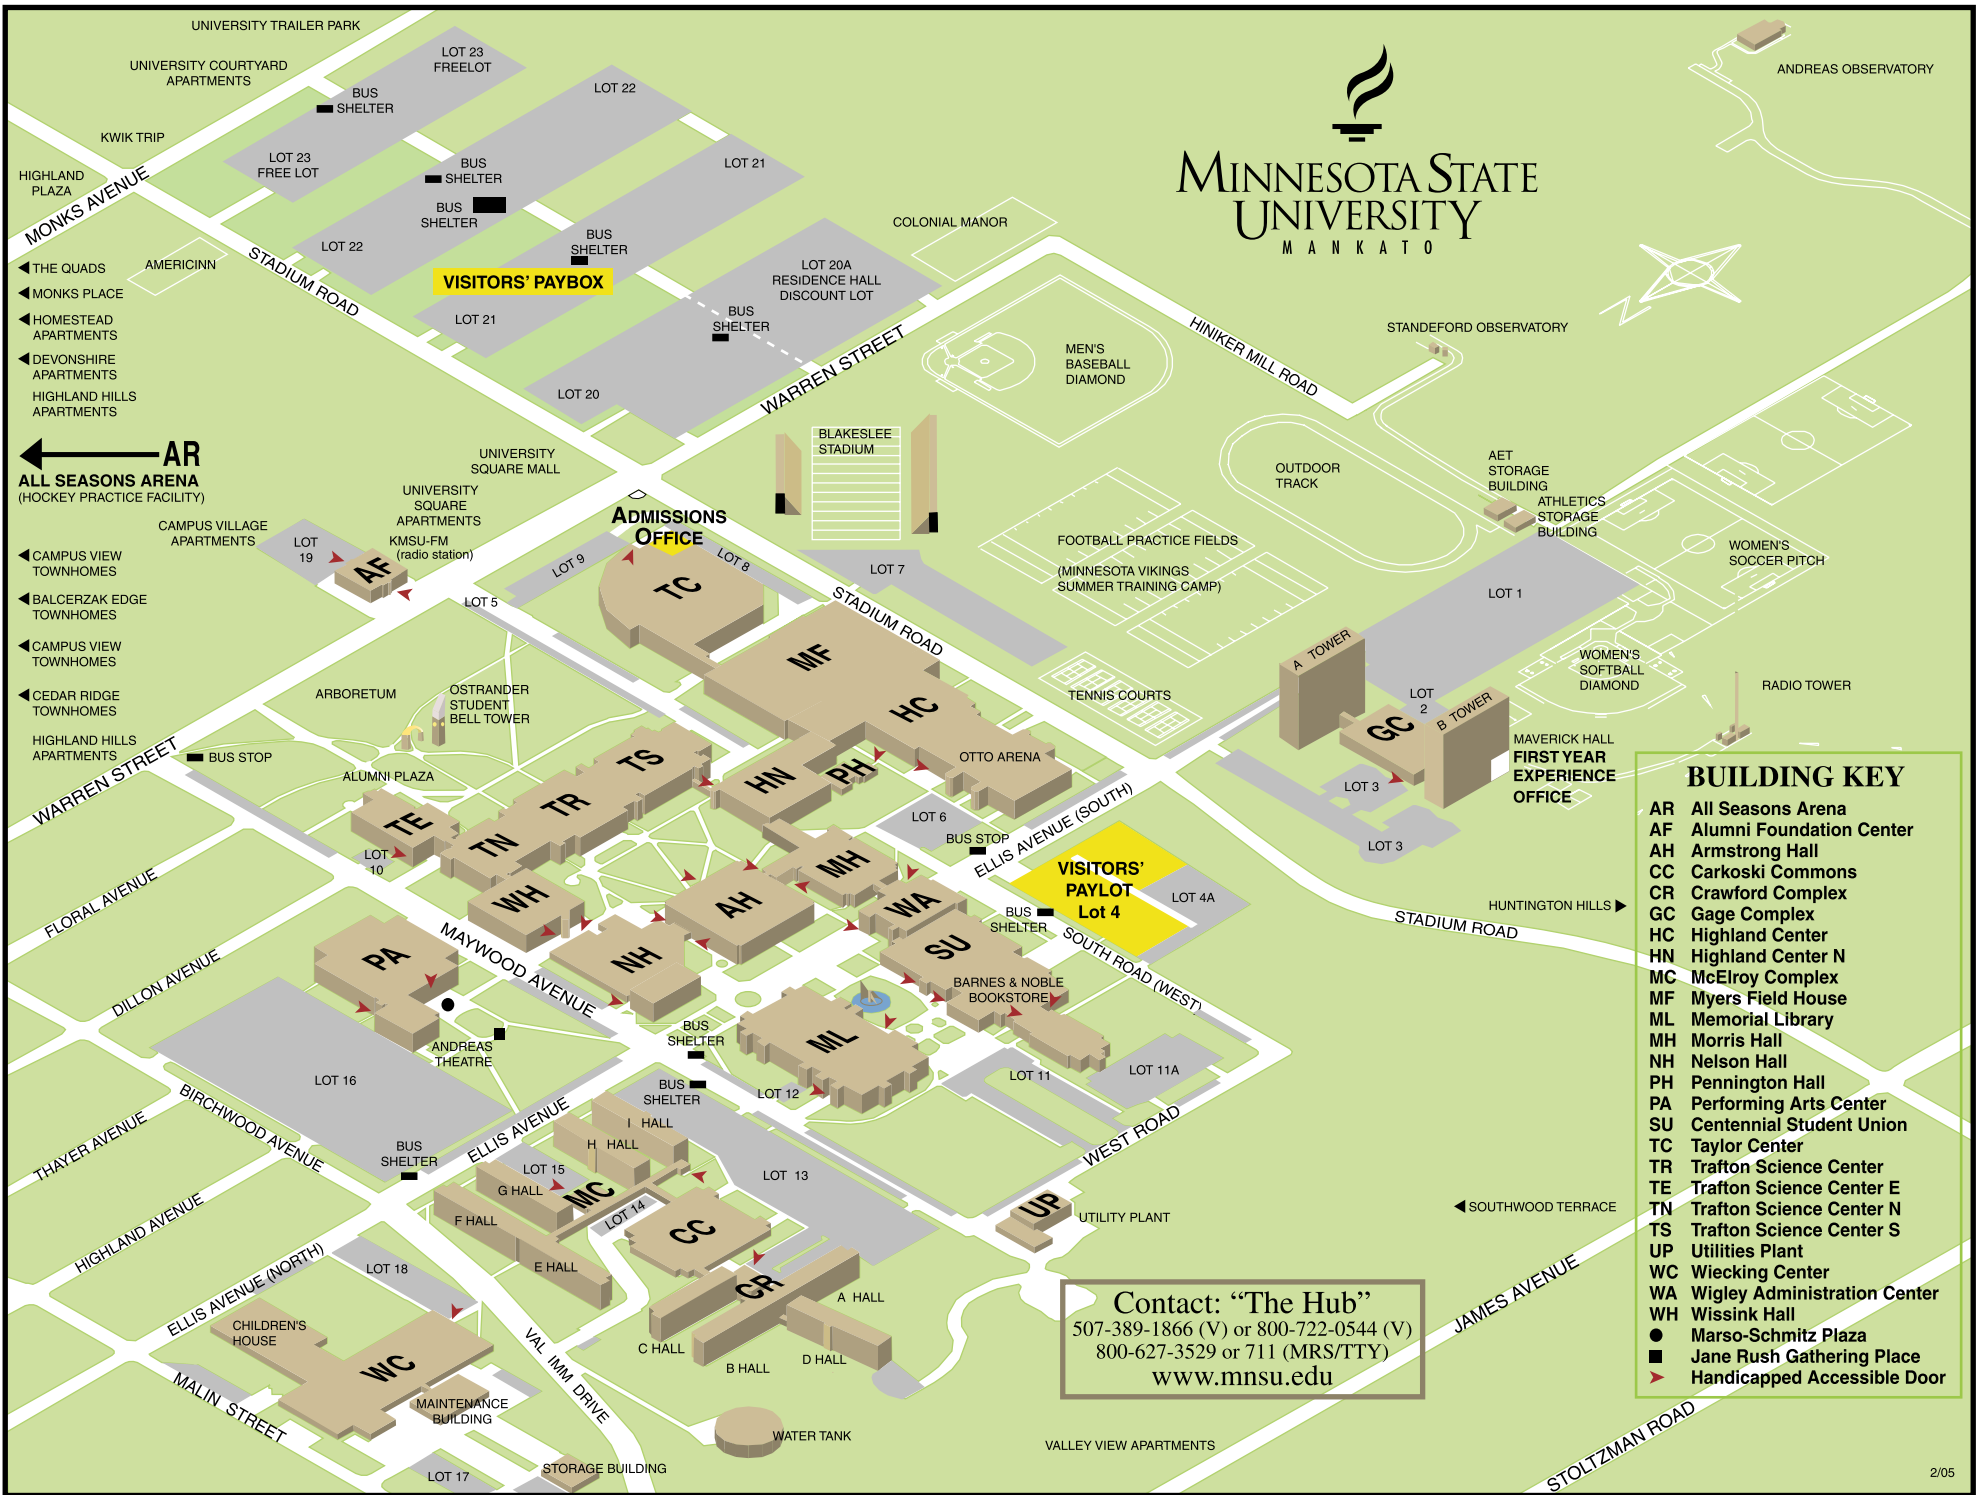 UNIVERSITY TRAILER PARK
UNIVERSITY COURTYARD
APARTMENTS
KWIK TRIP
HIGHLAND
PLAZA
MONKS AVENUE
LOT 23
FREELOT
BUS
SHELTER
LOT 23
FREE LOT
LOT 22
BUS
SHELTER
BUS
SHELTER
LOT 22
LOT 21
BUS
SHELTER
VISITORS' PAYBOX
LOT 21
COLONIAL MANOR
LOT 20A
RESIDENCE HALL
DISCOUNT LOT
BUS
SHELTER
LOT 20
STADIUM ROAD
AMERICINN
WARREN STREET
MINNESOTA STATE
UNIVERSITY
MANKATO
ANDREAS OBSERVATORY
N
STANDEFORD OBSERVATORY
HINIKER MILL ROAD
MEN'S
BASEBALL
DIAMOND
THE QUADS
MONKS PLACE
HOMESTEAD
APARTMENTS
DEVONSHIRE
APARTMENTS
HIGHLAND HILLS
APARTMENTS
AR
ALL SEASONS ARENA
(HOCKEY PRACTICE FACILITY)
CAMPUS VIEW
TOWNHOMES
BALCERZAK EDGE
TOWNHOMES
CAMPUS VIEW
TOWNHOMES
CEDAR RIDGE
TOWNHOMES
HIGHLAND HILLS
APARTMENTS
UNIVERSITY
SQUARE MALL
UNIVERSITY
SQUARE
APARTMENTS
CAMPUS VILLAGE
APARTMENTS
KMSU-FM
(radio station)
LOT
19
AF
ADMISSIONS
OFFICE
LOT 9
LOT 8
LOT 5
TC
BLAKESLEE
STADIUM
LOT 7
STADIUM ROAD
OUTDOOR
TRACK
FOOTBALL PRACTICE FIELDS
(MINNESOTA VIKINGS
SUMMER TRAINING CAMP)
AET
STORAGE
BUILDING
ATHLETICS
STORAGE
BUILDING
WOMEN'S
SOCCER PITCH
LOT 1
WOMEN'S
SOFTBALL
DIAMOND
RADIO TOWER
TENNIS COURTS
A TOWER
LOT
2
GC
B TOWER
MAVERICK HALL
FIRST YEAR
EXPERIENCE
OFFICE
LOT 3
LOT 3
MF
HC
OTTO ARENA
PH
HN
ARBORETUM
OSTRANDER
STUDENT
BELL TOWER
ALUMNI PLAZA
BUS STOP
WARREN STREET
TS
TR
TN
TE
LOT
10
WH
LOT 6
BUS STOP
ELLIS AVENUE (SOUTH)
MH
AH
WA
SU
BARNES & NOBLE
BOOKSTORE
VISITORS'
PAYLOT
Lot 4
LOT 4A
BUS
SHELTER
SOUTH ROAD (WEST)
STADIUM ROAD
HUNTINGTON HILLS
FLORAL AVENUE
DILLON AVENUE
MAYWOOD AVENUE
PA
NH
ANDREAS
THEATRE
BUS
SHELTER
BUS
SHELTER
ML
LOT 12
LOT 11
LOT 11A
WEST ROAD
LOT 16
BIRCHWOOD AVENUE
THAYER AVENUE
HIGHLAND AVENUE
BUS
SHELTER
ELLIS AVENUE
I HALL
H HALL
LOT 15
G HALL
MC
LOT 14
F HALL
E HALL
CC
LOT 13
CR
A HALL
C HALL
B HALL
D HALL
UP
UTILITY PLANT
SOUTHWOOD TERRACE
ELLIS AVENUE (NORTH)
LOT 18
CHILDREN'S
HOUSE
WC
MAINTENANCE
BUILDING
MALIN STREET
VAL IMM DRIVE
LOT 17
STORAGE BUILDING
WATER TANK
VALLEY VIEW APARTMENTS
JAMES AVENUE
STOLTZMAN ROAD
Contact: “The Hub”
507-389-1866 (V) or 800-722-0544 (V)
800-627-3529 or 711 (MRS/TTY)
www.mnsu.edu
BUILDING KEY
AR All Seasons Arena
AF Alumni Foundation Center
AH Armstrong Hall
CC Carkoski Commons
CR Crawford Complex
GC Gage Complex
HC Highland Center
HN Highland Center N
MC McElroy Complex
MF Myers Field House
ML Memorial Library
MH Morris Hall
NH Nelson Hall
PH Pennington Hall
PA Performing Arts Center
SU Centennial Student Union
TC Taylor Center
TR Trafton Science Center
TE Trafton Science Center E
TN Trafton Science Center N
TS Trafton Science Center S
UP Utilities Plant
WC Wiecking Center
WA Wigley Administration Center
WH Wissink Hall
Marso-Schmitz Plaza
Jane Rush Gathering Place
Handicapped Accessible Door
2/05